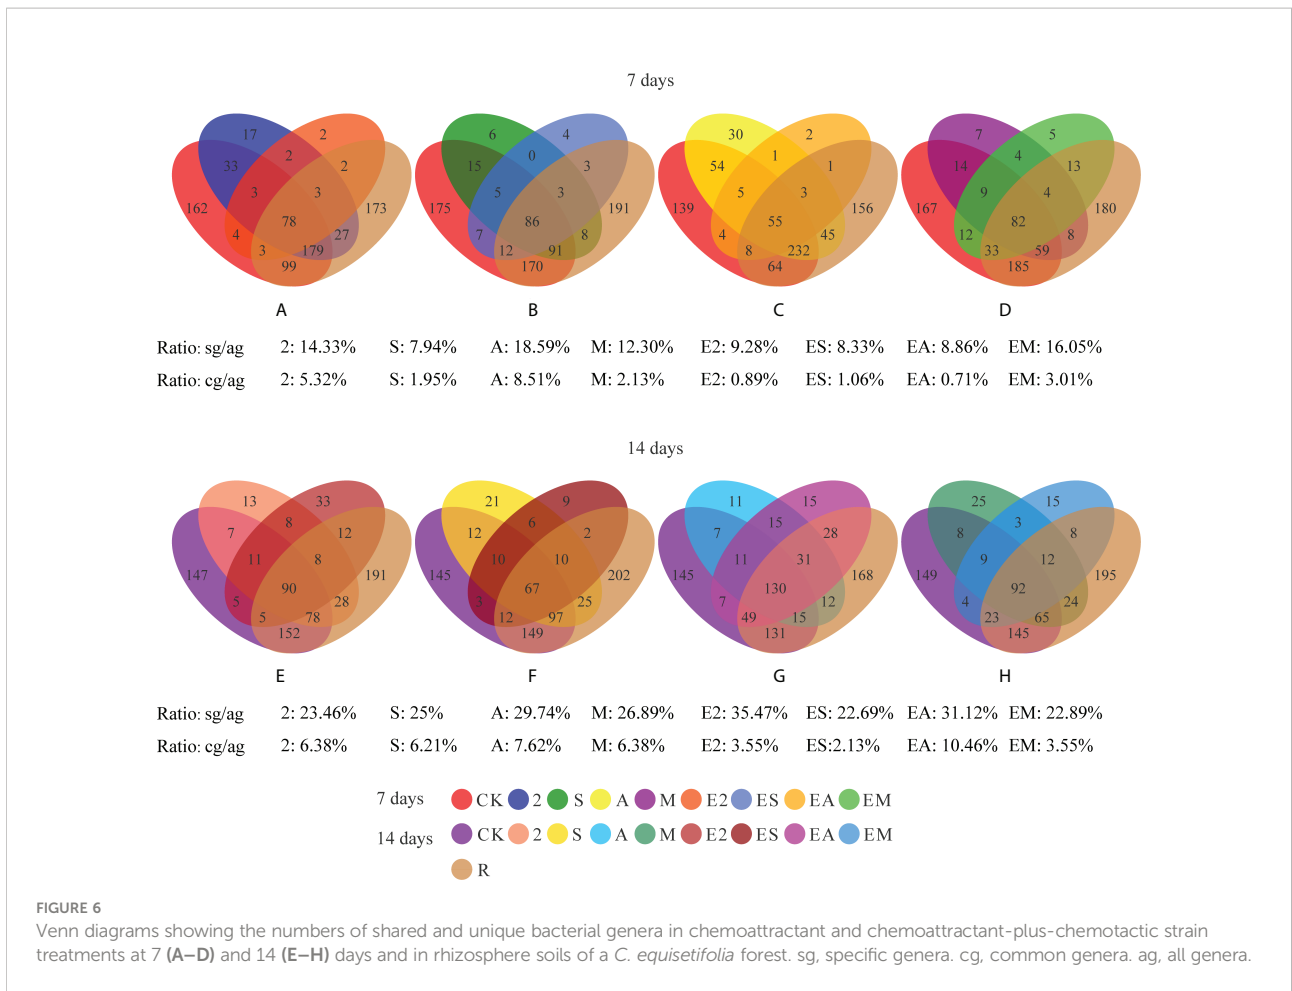 7 days
17 2 6 4 30 2 7 5
33 2 2 15 0 3 54 1 1 14 4 13
162 3 3 173 175 5 3 191 139 5 3 156 167 9 4 180
78 86 55 82
4 27 7 8 4 45 12 8
3 179 12 91 8 232 33 59
99 170 64 185
A B C D
Ratio: sg/ag 2: 14.33% S: 7.94% A: 18.59% M: 12.30% E2: 9.28% ES: 8.33% EA: 8.86% EM: 16.05%
Ratio: cg/ag 2: 5.32% S: 1.95% A: 8.51% M: 2.13% E2: 0.89% ES: 1.06% EA: 0.71% EM: 3.01%
14 days
13 33 21 9 11 15 25 15
7 8 12 12 6 2 7 15 28 8 3 8
147 11 8 191 145 10 10 202 145 11 31 168 149 9 12 195
90 67 130 92
5 28 3 25 7 12 4 24
5 78 12 97 49 15 23 65
152 149 131 145
E F G H
Ratio: sg/ag 2: 23.46% S: 25% A: 29.74% M: 26.89% E2: 35.47% ES: 22.69% EA: 31.12% EM: 22.89%
Ratio: cg/ag 2: 6.38% S: 6.21% A: 7.62% M: 6.38% E2: 3.55% ES:2.13% EA: 10.46% EM: 3.55%
7 days CK 2 S A M E2 ES EA EM
14 days CK 2 S A M E2 ES EA EM
R
FIGURE 6
Venn diagrams showing the numbers of shared and unique bacterial genera in chemoattractant and chemoattractant-plus-chemotactic strain
treatments at 7 (A–D) and 14 (E–H) days and in rhizosphere soils of a C. equisetifolia forest. sg, specific genera. cg, common genera. ag, all genera.